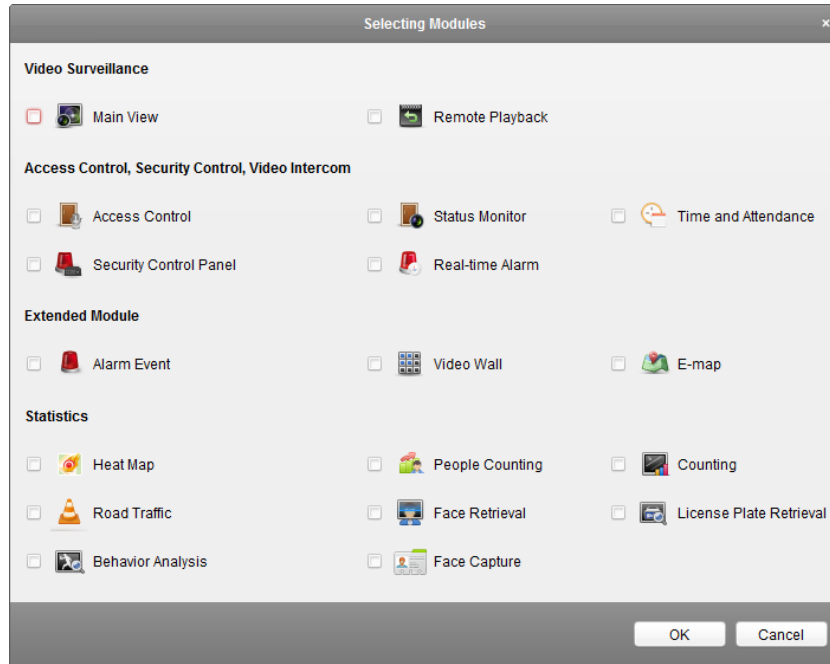 Selecting Modules ×
Video Surveillance
Main View Remote Playback
Access Control, Security Control, Video Intercom
Access Control Status Monitor Time and Attendance
Security Control Panel Real-time Alarm
Extended Module
Alarm Event Video Wall E-map
Statistics
Heat Map People Counting Counting
Road Traffic Face Retrieval License Plate Retrieval
Behavior Analysis Face Capture
OK Cancel